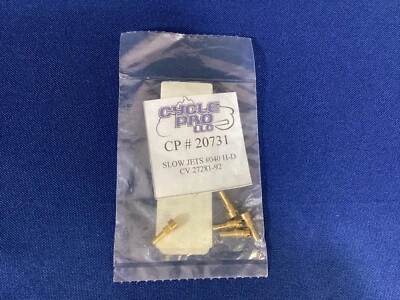 CYCLE
PRO
LLC
CP # 20731
SLOW JETS #040 H-D
CV 27281-92